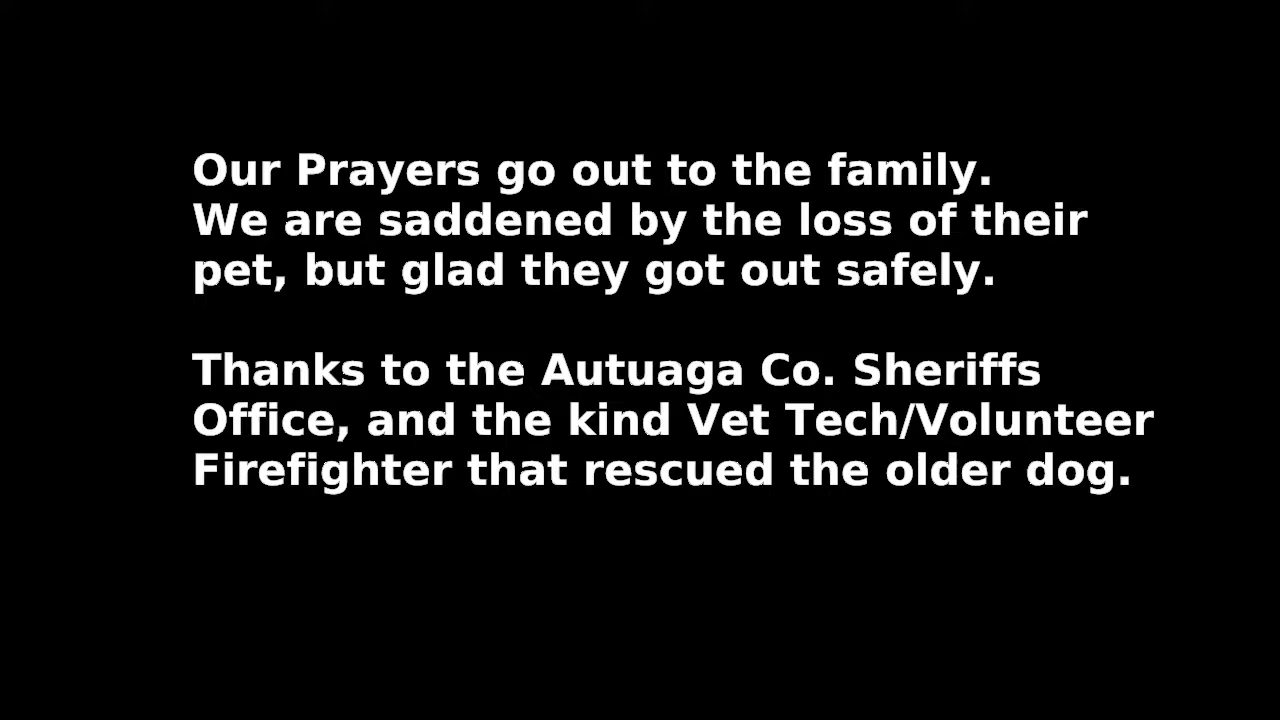 Our Prayers go out to the family.
We are saddened by the loss of their
pet, but glad they got out safely.
Thanks to the Autuaga Co. Sheriffs
Office, and the kind Vet Tech/Volunteer
Firefighter that rescued the older dog.